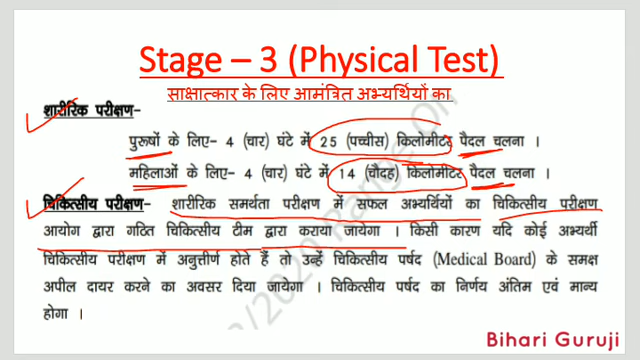 Stage – 3 (Physical Test)
साक्षात्कार के लिए आमंत्रित अभ्यर्थियों का
शारीरिक परीक्षण-
पुरुषों के लिए- 4 (चार) घंटे में 25 (पच्चीस) किलोमीटर पैदल चलना ।
महिलाओं के लिए- 4 (चार) घंटे में 14 (चौदह) किलोमीटर पैदल चलना ।
चिकित्सीय परीक्षण- शारीरिक समर्थता परीक्षण में सफल अभ्यर्थियों का चिकित्सीय परीक्षण
आयोग द्वारा गठित चिकित्सीय टीम द्वारा कराया जायेगा । किसी कारण यदि कोई अभ्यर्थी
चिकित्सीय परीक्षण में अनुत्तीर्ण होते हैं तो उन्हें चिकित्सीय पर्षद (Medical Board) के समक्ष
अपील दायर करने का अवसर दिया जायेगा । चिकित्सीय पर्षद का निर्णय अंतिम एवं मान्य
होगा ।
Bihari Guruji